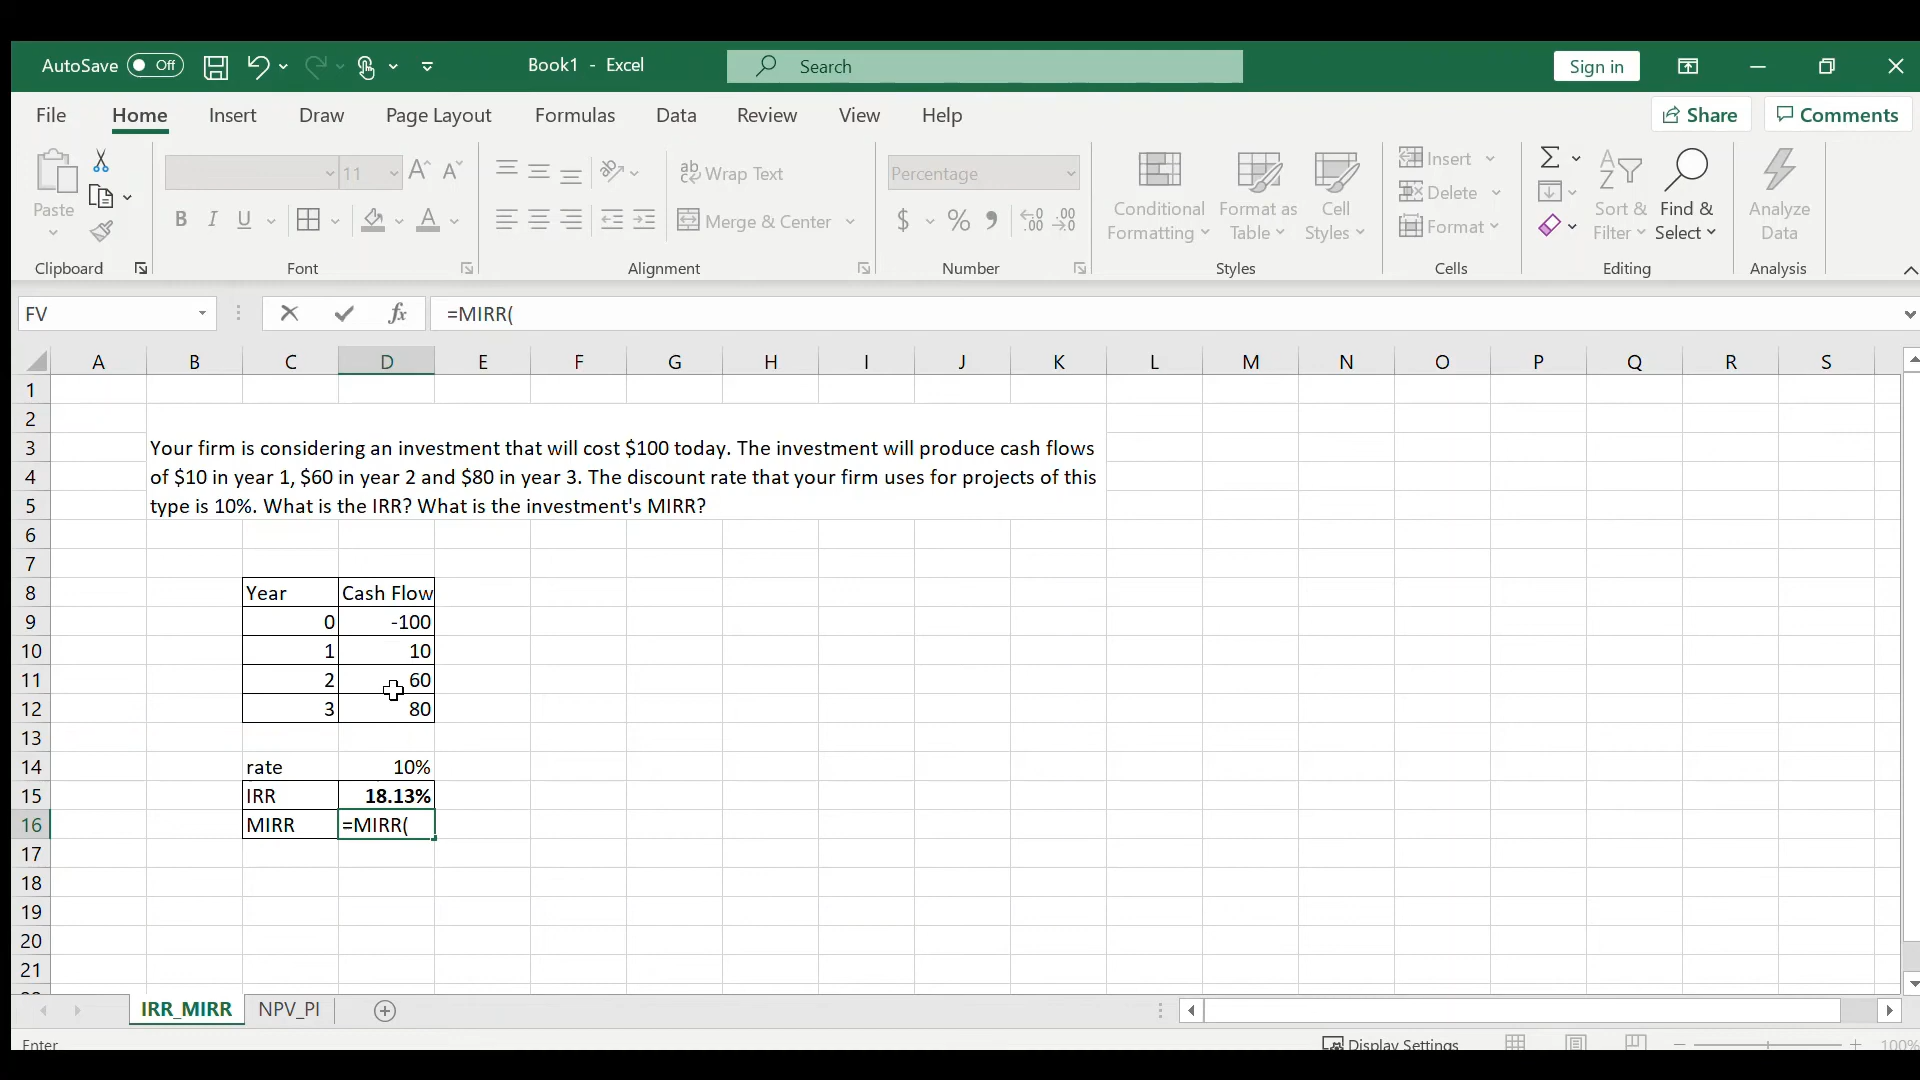 AutoSave Off Book1 - Excel Search Sign in
File Home Insert Draw Page Layout Formulas Data Review View Help Share Comments
Paste 11 A A ab Wrap Text Percentage Conditional Formatting Format as Table Cell Styles Insert Σ Sort & Filter Find & Select Analyze Data
Delete
B I U A Merge & Center $ % Format
Clipboard Font Alignment Number Styles Cells Editing Analysis
FV fx =MIRR(
A B C D E F G H I J K L M N O P Q R S
1
2
3 Your firm is considering an investment that will cost $100 today. The investment will produce cash flows
4 of $10 in year 1, $60 in year 2 and $80 in year 3. The discount rate that your firm uses for projects of this
5 type is 10%. What is the IRR? What is the investment's MIRR?
6
7
8 Year Cash Flow
9 0 -100
10 1 10
11 2 60
12 3 80
13
14 rate 10%
15 IRR 18.13%
16 MIRR =MIRR(
17
18
19
20
21
IRR_MIRR NPV_PI
Enter Display Settings 100%